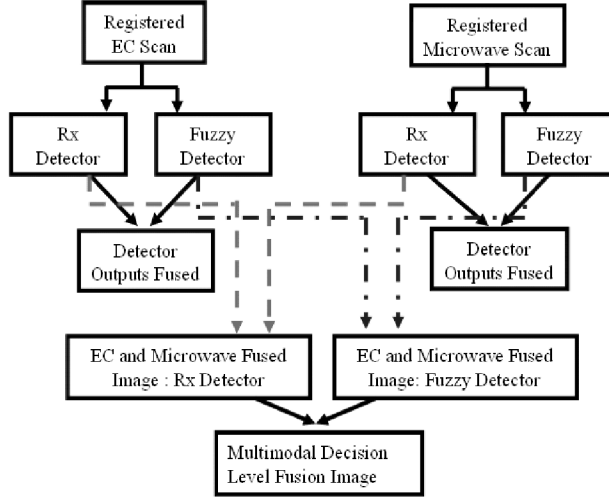 Registered
EC Scan
Registered
Microwave Scan
Rx
Detector
Fuzzy
Detector
Rx
Detector
Fuzzy
Detector
Detector
Outputs Fused
Detector
Outputs Fused
EC and Microwave Fused
Image : Rx Detector
EC and Microwave Fused
Image: Fuzzy Detector
Multimodal Decision
Level Fusion Image